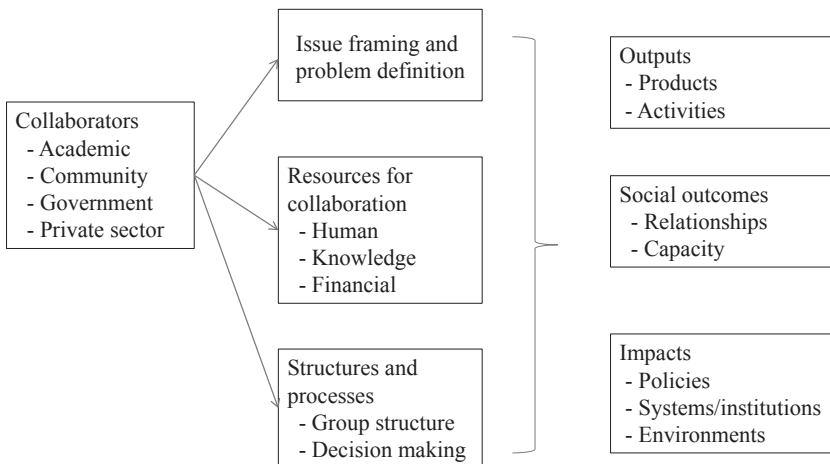 Collaborators
- Academic
- Community
- Government
- Private sector
Issue framing and
problem definition
Resources for
collaboration
- Human
- Knowledge
- Financial
Structures and
processes
- Group structure
- Decision making
Outputs
- Products
- Activities
Social outcomes
- Relationships
- Capacity
Impacts
- Policies
- Systems/institutions
- Environments